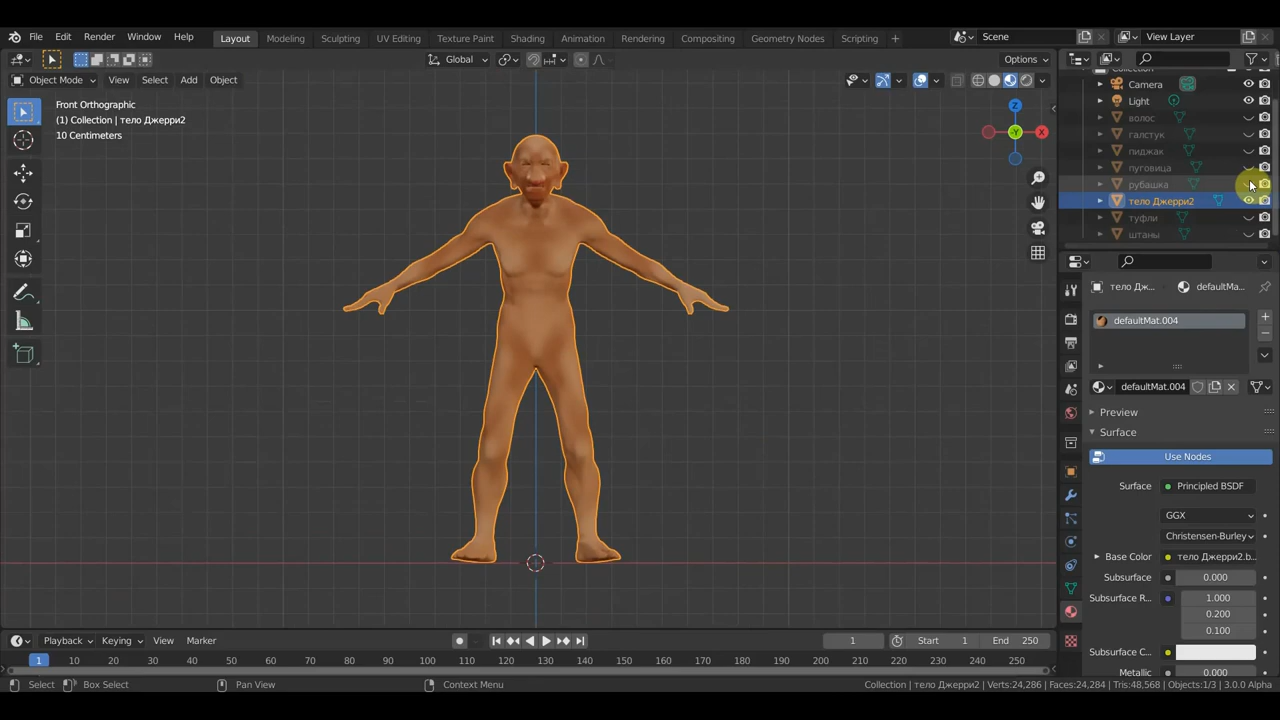 File Edit Render Window Help Layout Modeling Sculpting UV Editing Texture Paint Shading Animation Rendering Compositing Geometry Nodes Scripting + Scene View Layer
Global Options
Object Mode View Select Add Object
Front Orthographic
(1) Collection | тело Джерри2
10 Centimeters
Z
X
-Y
Collection
Camera
Light
волос
галстук
пиджак
пуговица
рубашка
тело Джерри2
туфли
штаны
тело Дж... defaultMa...
defaultMat.004
defaultMat.004
Preview
Surface
Use Nodes
Surface Principled BSDF
GGX
Christensen-Burley
Base Color тело Джерри2.b...
Subsurface 0.000
Subsurface R... 1.000
0.200
0.100
Subsurface C...
Metallic 0.000
Playback Keying View Marker 1 Start 1 End 250
1 10 20 30 40 50 60 70 80 90 100 110 120 130 140 150 160 170 180 190 200 210 220 230 240 250
Select Box Select Pan View Context Menu Collection | тело Джерри2 | Verts:24,286 | Faces:24,284 | Tris:48,568 | Objects:1/3 | 3.0.0 Alpha